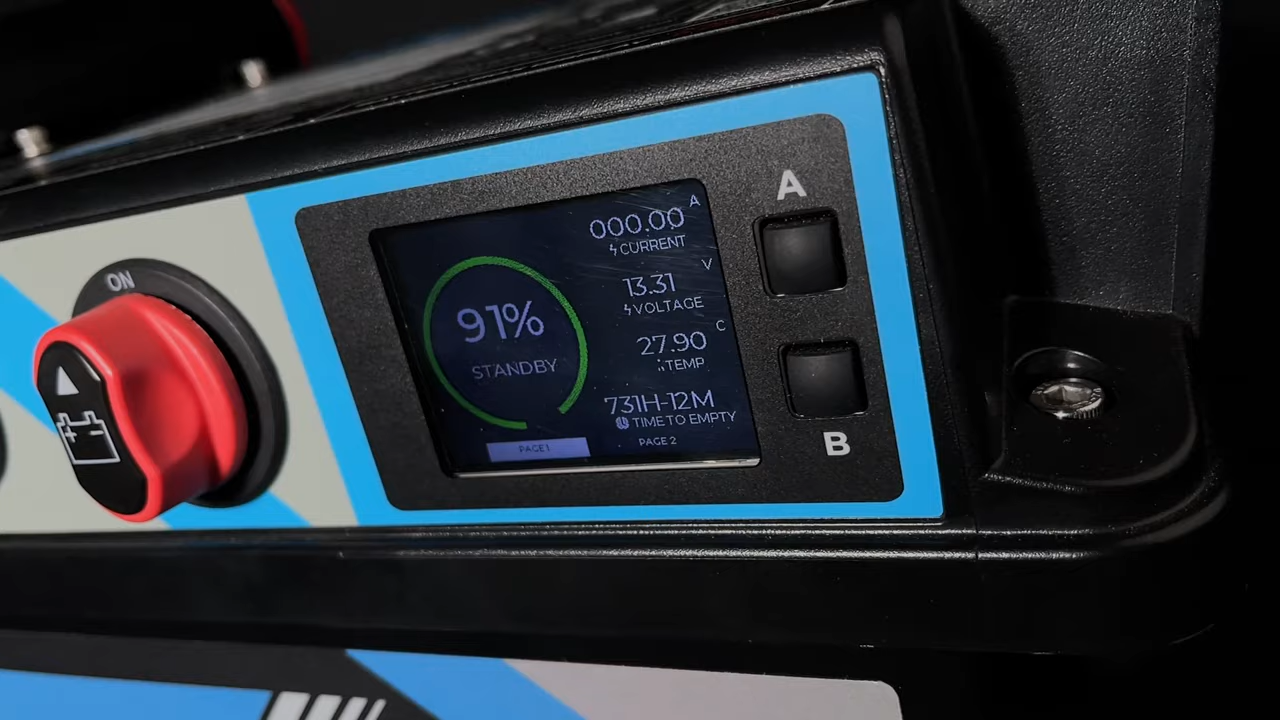 ON
91%
STANDBY
000.00 A
CURRENT
13.31 V
VOLTAGE
27.90 C
TEMP
731H-12M
TIME TO EMPTY
PAGE 1
PAGE 2
A
B